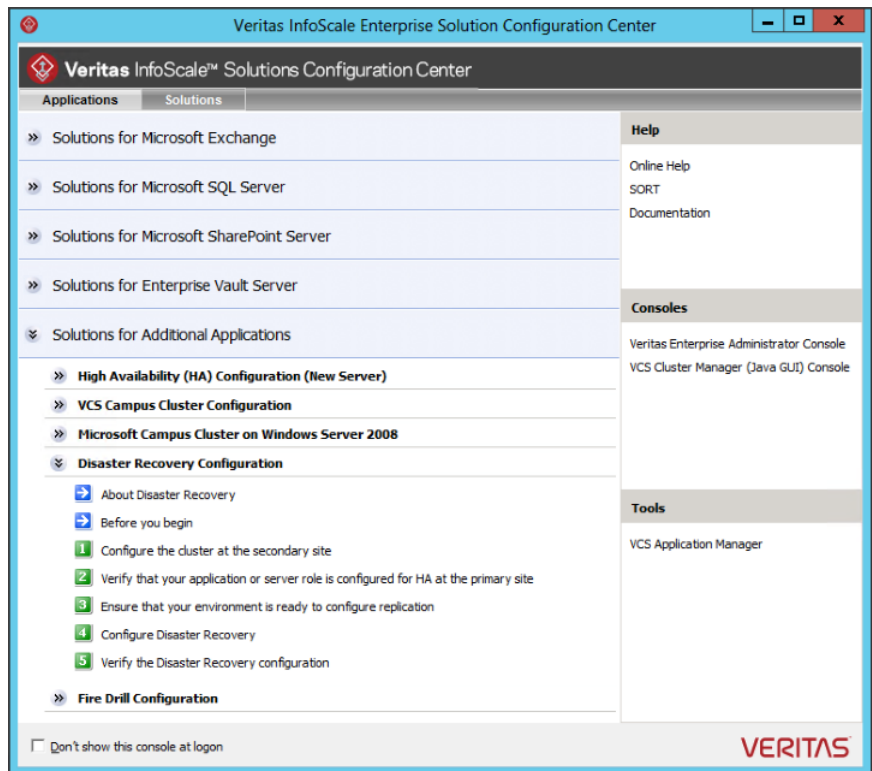 Veritas InfoScale Enterprise Solution Configuration Center
Veritas InfoScale™ Solutions Configuration Center
Applications Solutions
Solutions for Microsoft Exchange
Solutions for Microsoft SQL Server
Solutions for Microsoft SharePoint Server
Solutions for Enterprise Vault Server
Solutions for Additional Applications
High Availability (HA) Configuration (New Server)
VCS Campus Cluster Configuration
Microsoft Campus Cluster on Windows Server 2008
Disaster Recovery Configuration
About Disaster Recovery
Before you begin
1 Configure the cluster at the secondary site
2 Verify that your application or server role is configured for HA at the primary site
3 Ensure that your environment is ready to configure replication
4 Configure Disaster Recovery
5 Verify the Disaster Recovery configuration
Fire Drill Configuration
Help
Online Help
SORT
Documentation
Consoles
Veritas Enterprise Administrator Console
VCS Cluster Manager (Java GUI) Console
Tools
VCS Application Manager
Don't show this console at logon
VERITAS